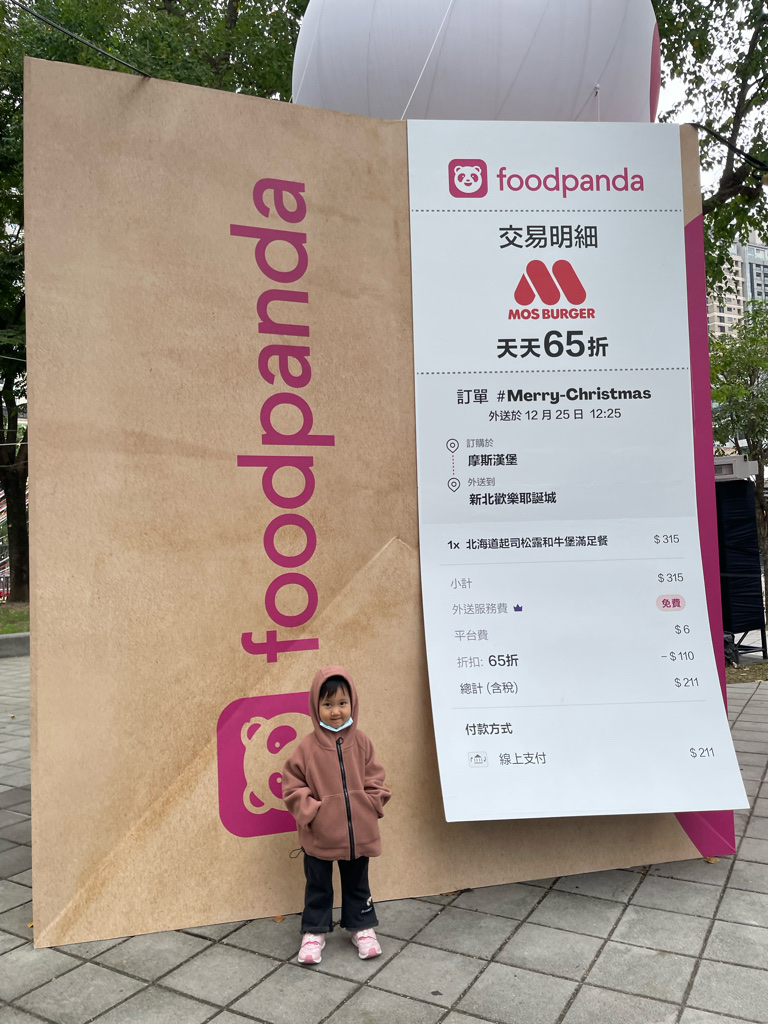 foodpanda
foodpanda
交易明細
MOS BURGER
天天65折
訂單 #Merry-Christmas
外送於 12 月 25 日 12:25
訂購於
摩斯漢堡
外送到
新北歡樂耶誕城
1x 北海道起司松露和牛堡滿足餐 $315
小計 $315
外送服務費 免費
平台費 $6
折扣: 65折 -$110
總計 (含稅) $211
付款方式
線上支付 $211